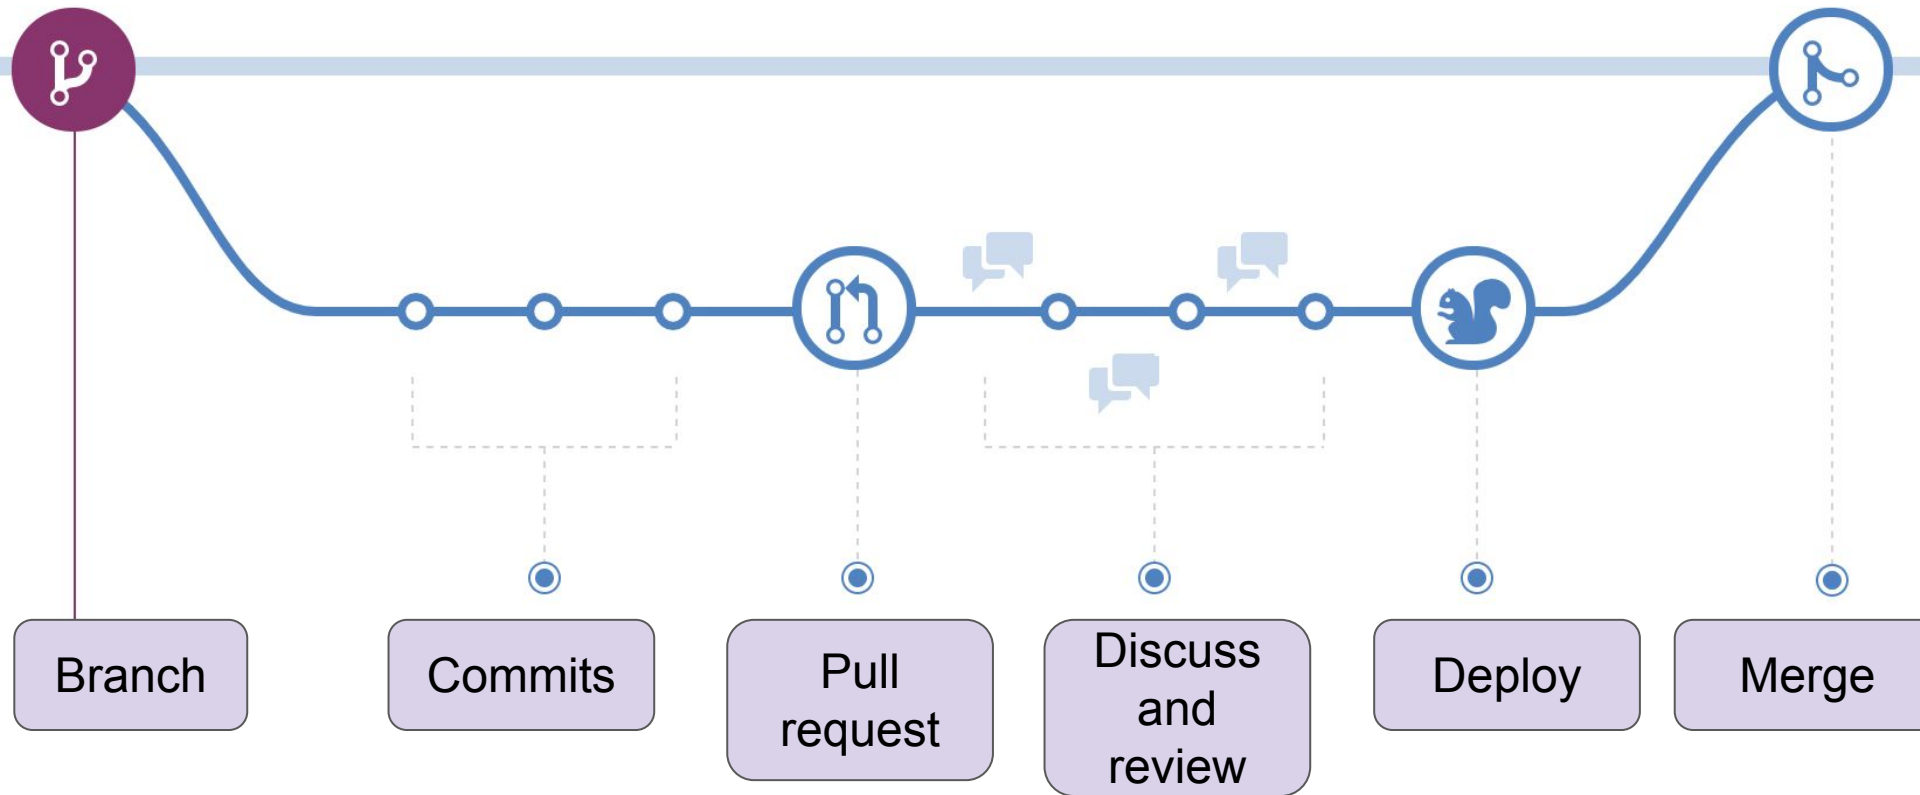 Branch
Commits
Pull
request
Discuss
and
review
Deploy
Merge